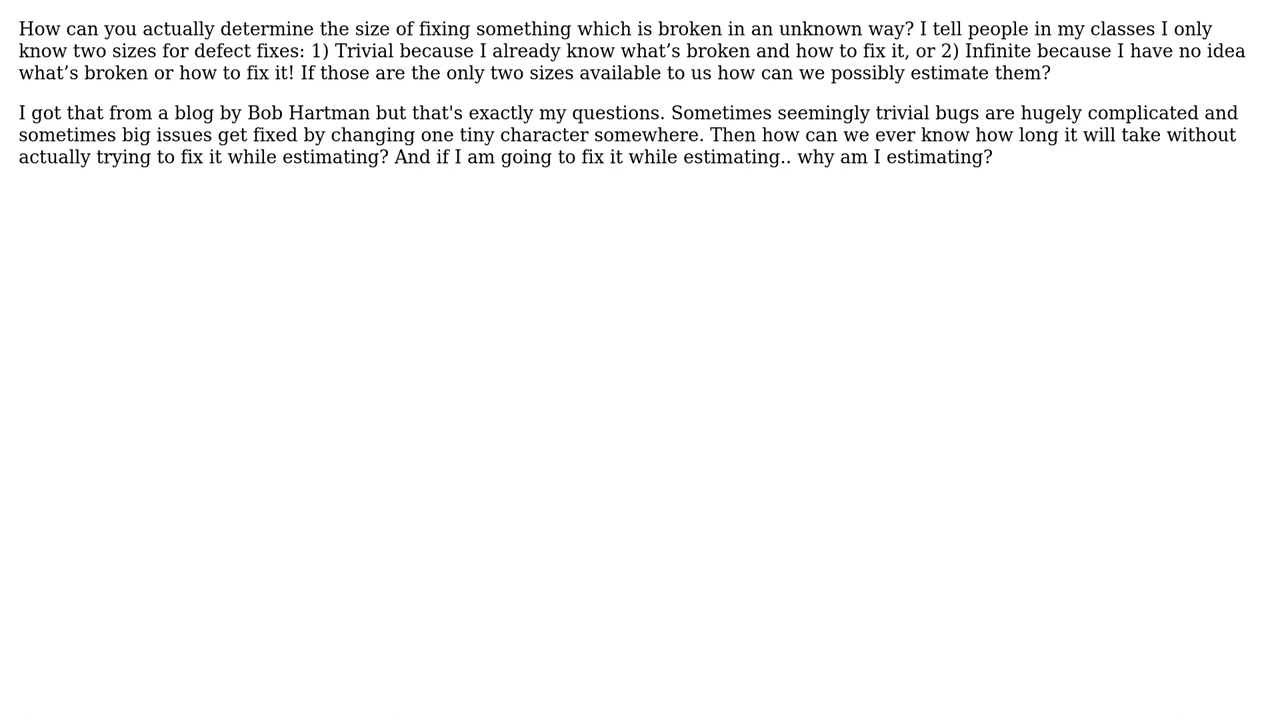 How can you actually determine the size of fixing something which is broken in an unknown way? I tell people in my classes I only
know two sizes for defect fixes: 1) Trivial because I already know what’s broken and how to fix it, or 2) Infinite because I have no idea
what’s broken or how to fix it! If those are the only two sizes available to us how can we possibly estimate them?
I got that from a blog by Bob Hartman but that's exactly my questions. Sometimes seemingly trivial bugs are hugely complicated and
sometimes big issues get fixed by changing one tiny character somewhere. Then how can we ever know how long it will take without
actually trying to fix it while estimating? And if I am going to fix it while estimating.. why am I estimating?